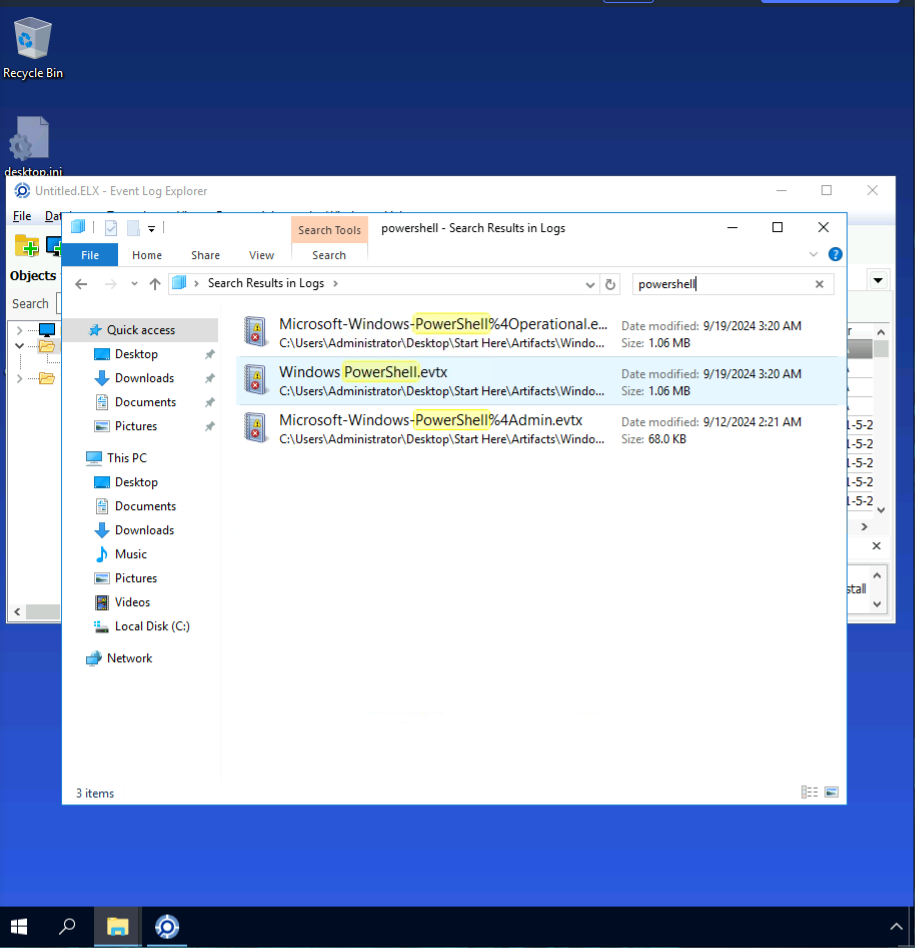 Recycle Bin
desktop.ini
Untitled.ELX - Event Log Explorer
File
Objects
Search
powershell - Search Results in Logs
Search Tools
File
Home
Share
View
Search
Search Results in Logs
powershell
Quick access
Desktop
Downloads
Documents
Pictures
This PC
Desktop
Documents
Downloads
Music
Pictures
Videos
Local Disk (C:)
Network
Microsoft-Windows-PowerShell%4Operational.e...
Date modified: 9/19/2024 3:20 AM
C:\Users\Administrator\Desktop\Start Here\Artifacts\Windo...
Size: 1.06 MB
Windows PowerShell.evtx
Date modified: 9/19/2024 3:20 AM
C:\Users\Administrator\Desktop\Start Here\Artifacts\Windo...
Size: 1.06 MB
Microsoft-Windows-PowerShell%4Admin.evtx
Date modified: 9/12/2024 2:21 AM
C:\Users\Administrator\Desktop\Start Here\Artifacts\Windo...
Size: 68.0 KB
1-5-2
1-5-2
1-5-2
1-5-2
1-5-2
stall
3 items